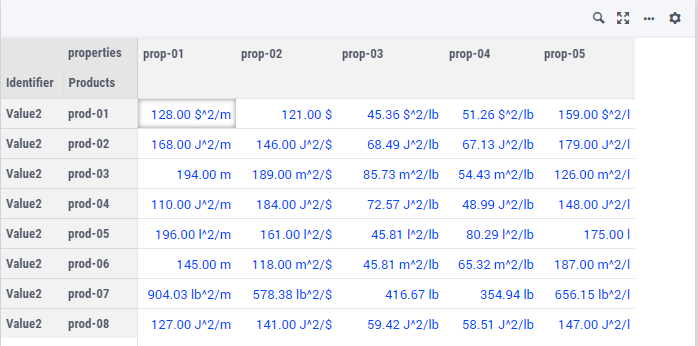 properties prop-01 prop-02 prop-03 prop-04 prop-05
Identifier Products
Value2 prod-01 128.00 $^2/m 121.00 $ 45.36 $^2/lb 51.26 $^2/lb 159.00 $^2/l
Value2 prod-02 168.00 J^2/m 146.00 J^2/$ 68.49 J^2/lb 67.13 J^2/lb 179.00 J^2/l
Value2 prod-03 194.00 m 189.00 m^2/$ 85.73 m^2/lb 54.43 m^2/lb 126.00 m^2/l
Value2 prod-04 110.00 J^2/m 184.00 J^2/$ 72.57 J^2/lb 48.99 J^2/lb 148.00 J^2/l
Value2 prod-05 196.00 l^2/m 161.00 l^2/$ 45.81 l^2/lb 80.29 l^2/lb 175.00 l
Value2 prod-06 145.00 m 118.00 m^2/$ 45.81 m^2/lb 65.32 m^2/lb 187.00 m^2/l
Value2 prod-07 904.03 lb^2/m 578.38 lb^2/$ 416.67 lb 354.94 lb 656.15 lb^2/l
Value2 prod-08 127.00 J^2/m 141.00 J^2/$ 59.42 J^2/lb 58.51 J^2/lb 147.00 J^2/l